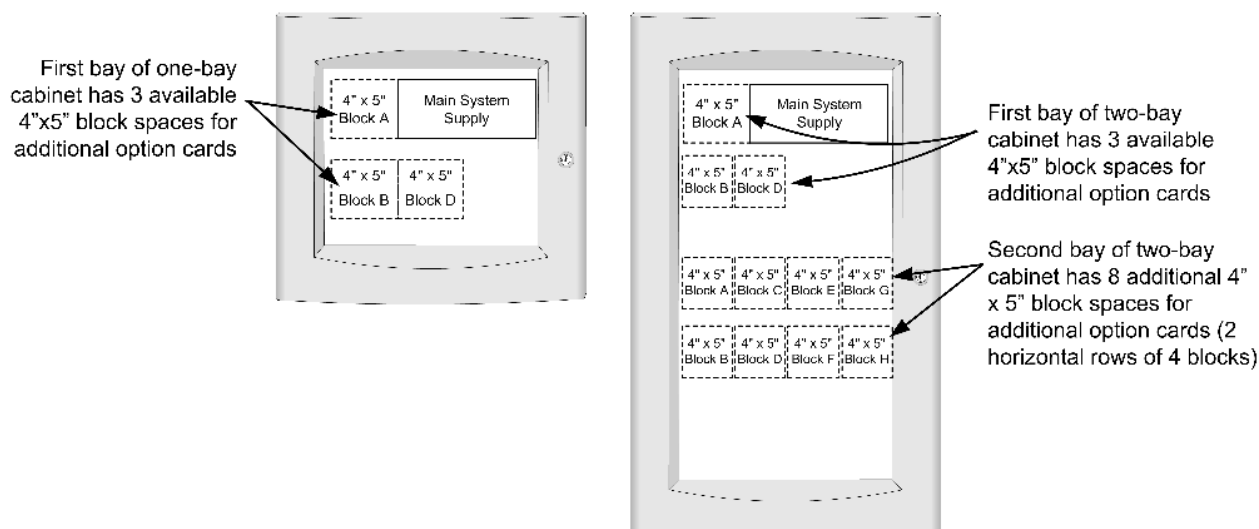 First bay of one-bay
cabinet has 3 available
4”x5” block spaces for
additional option cards
4” x 5”
Block A
Main System
Supply
4” x 5”
Block B
4” x 5”
Block D
4” x 5”
Block A
Main System
Supply
4” x 5”
Block B
4” x 5”
Block D
4” x 5”
Block A
4” x 5”
Block C
4” x 5”
Block E
4” x 5”
Block G
4” x 5”
Block B
4” x 5”
Block D
4” x 5”
Block F
4” x 5”
Block H
First bay of two-bay
cabinet has 3 available
4”x5” block spaces for
additional option cards
Second bay of two-bay
cabinet has 8 additional 4”
x 5” block spaces for
additional option cards (2
horizontal rows of 4 blocks)